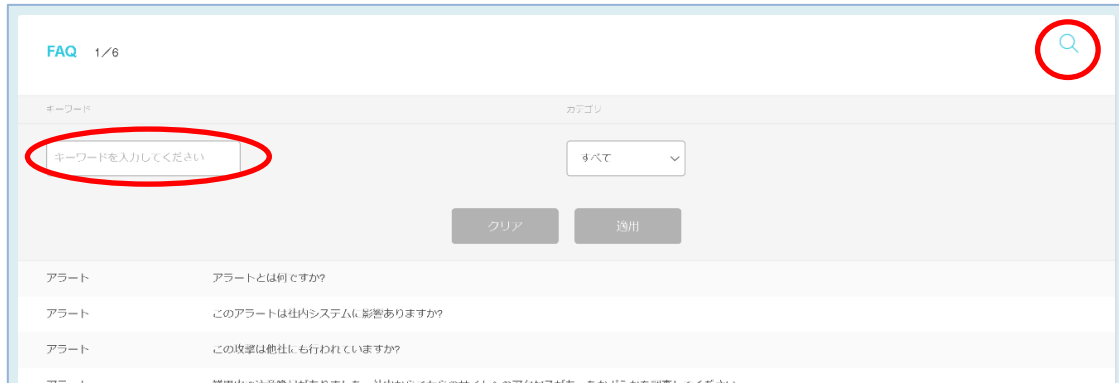 FAQ 1／6
キーワード カテゴリ
キーワードを入力してください すべて
クリア 適用
アラート アラートとは何ですか?
アラート このアラートは社内システムに影響ありますか?
アラート この攻撃は他社にも行われていますか?
アラート